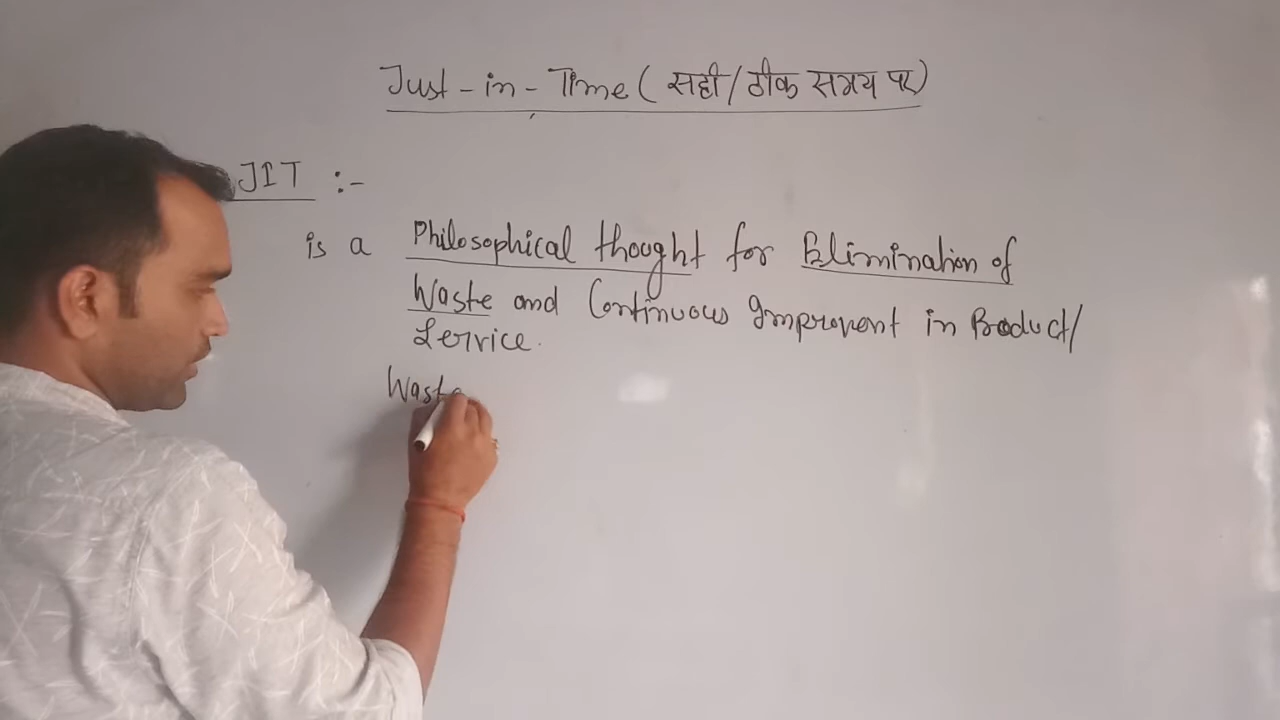 Just-in-Time (सही/ठीक समय पर)
JIT :-
is a Philosophical thought for Elimination of
Waste and Continuous Improvent in Product/
Service.
Waste